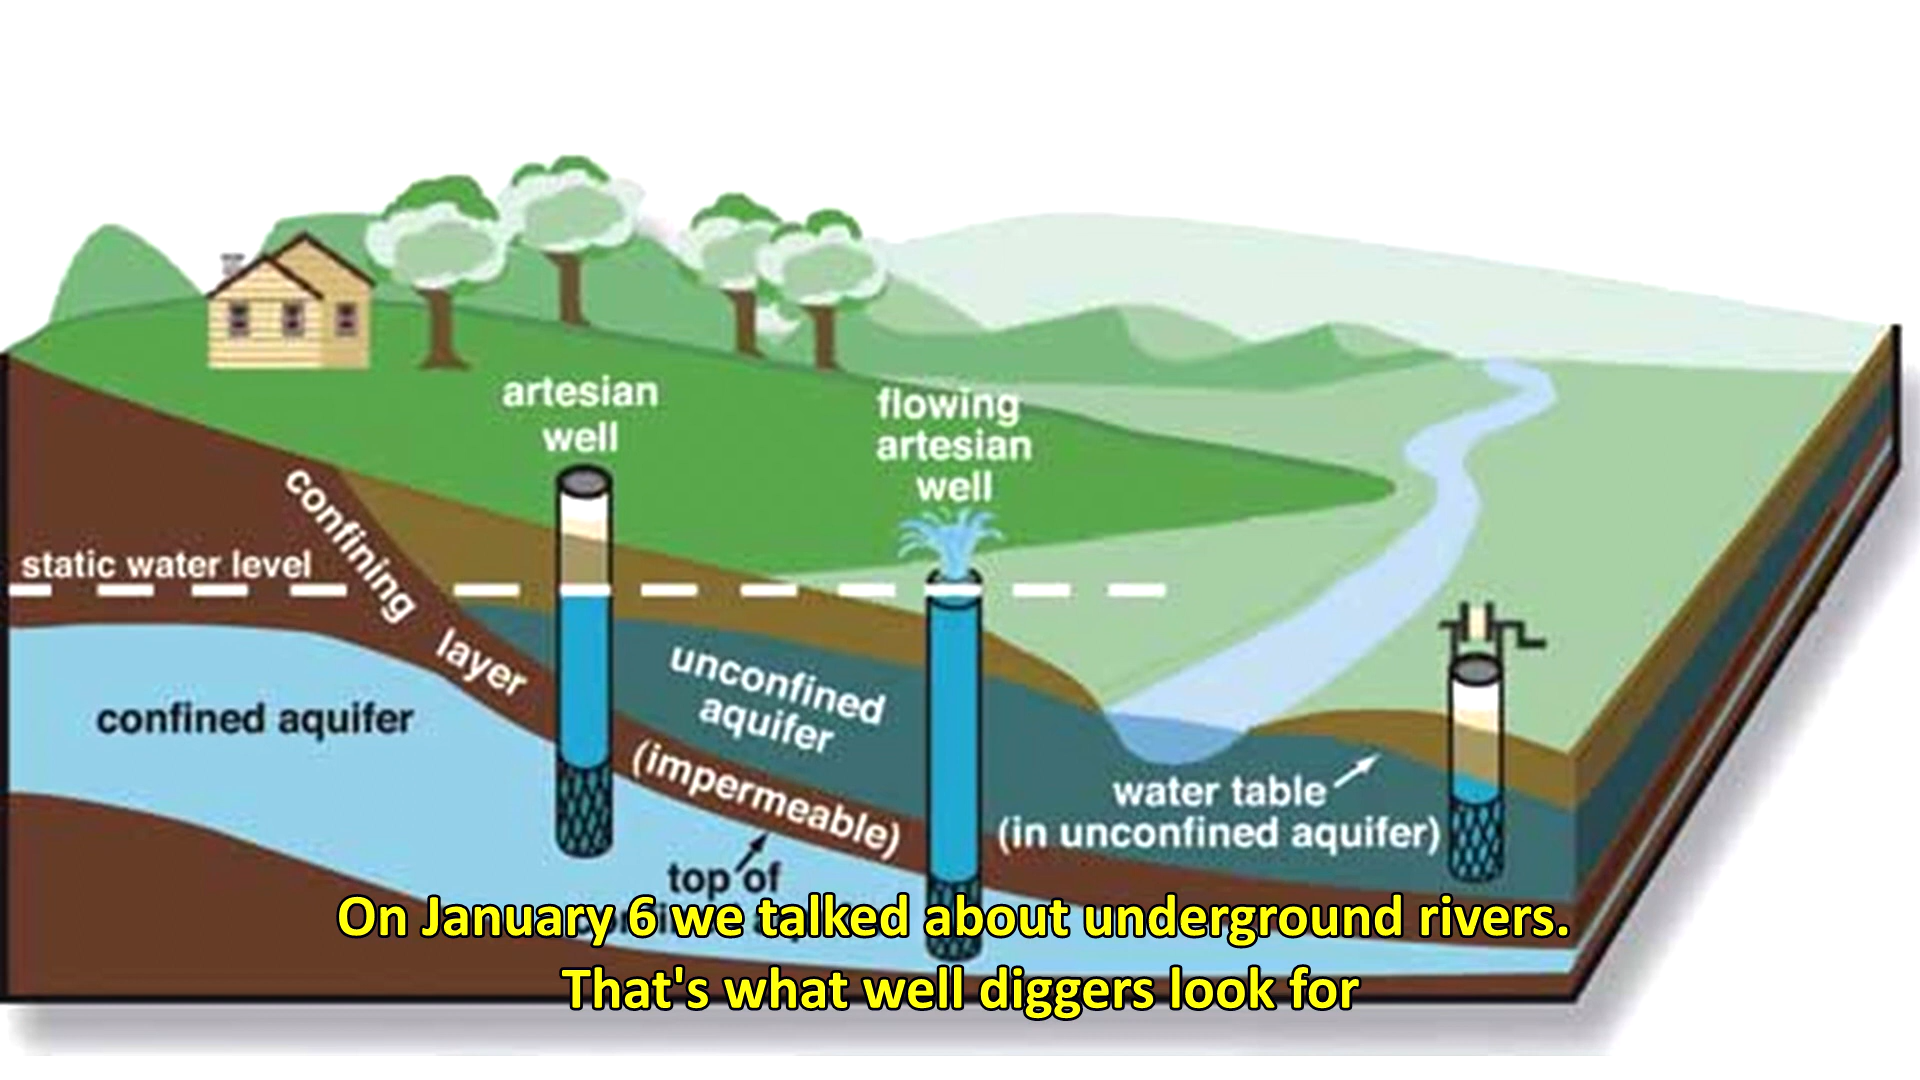 artesian
well
flowing
artesian
well
confining
layer
(impermeable)
static water level
confined aquifer
unconfined
aquifer
water table
(in unconfined aquifer)
top of
On January 6 we talked about underground rivers.
That's what well diggers look for